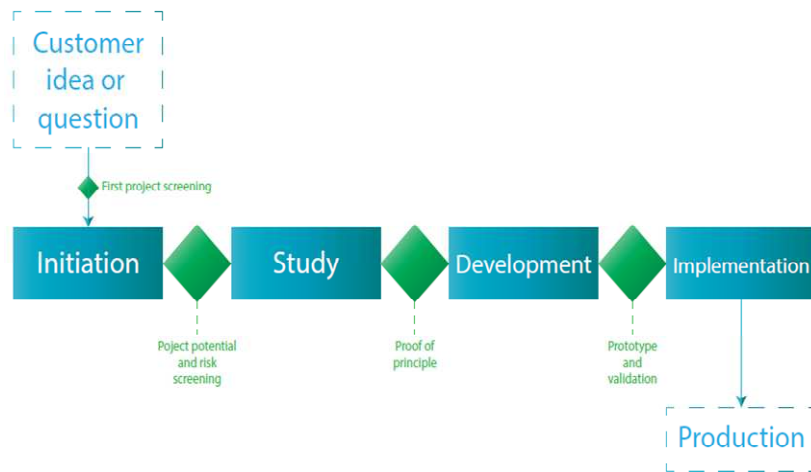 Customer
idea or
question
First project screening
Initiation
Study
Development
Implementation
Poject potential
and risk
screening
Proof of
principle
Prototype
and
validation
Production